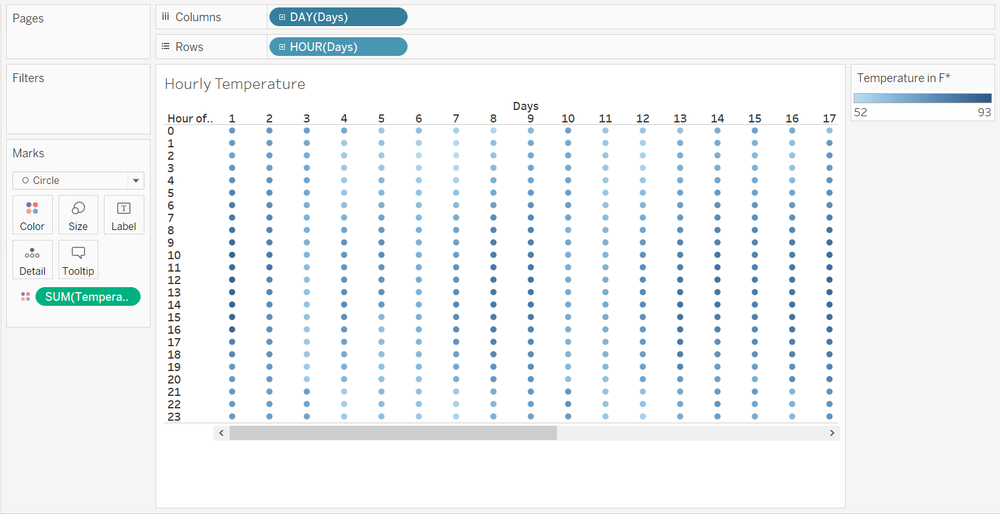 Pages
Columns
DAY(Days)
Rows
HOUR(Days)
Filters
Marks
Circle
Color
Size
T
Label
Detail
Tooltip
SUM(Tempera..
Hourly Temperature
Days
Hour of.. 1 2 3 4 5 6 7 8 9 10 11 12 13 14 15 16 17
0
1
2
3
4
5
6
7
8
9
10
11
12
13
14
15
16
17
18
19
20
21
22
23
Temperature in F*
52 93